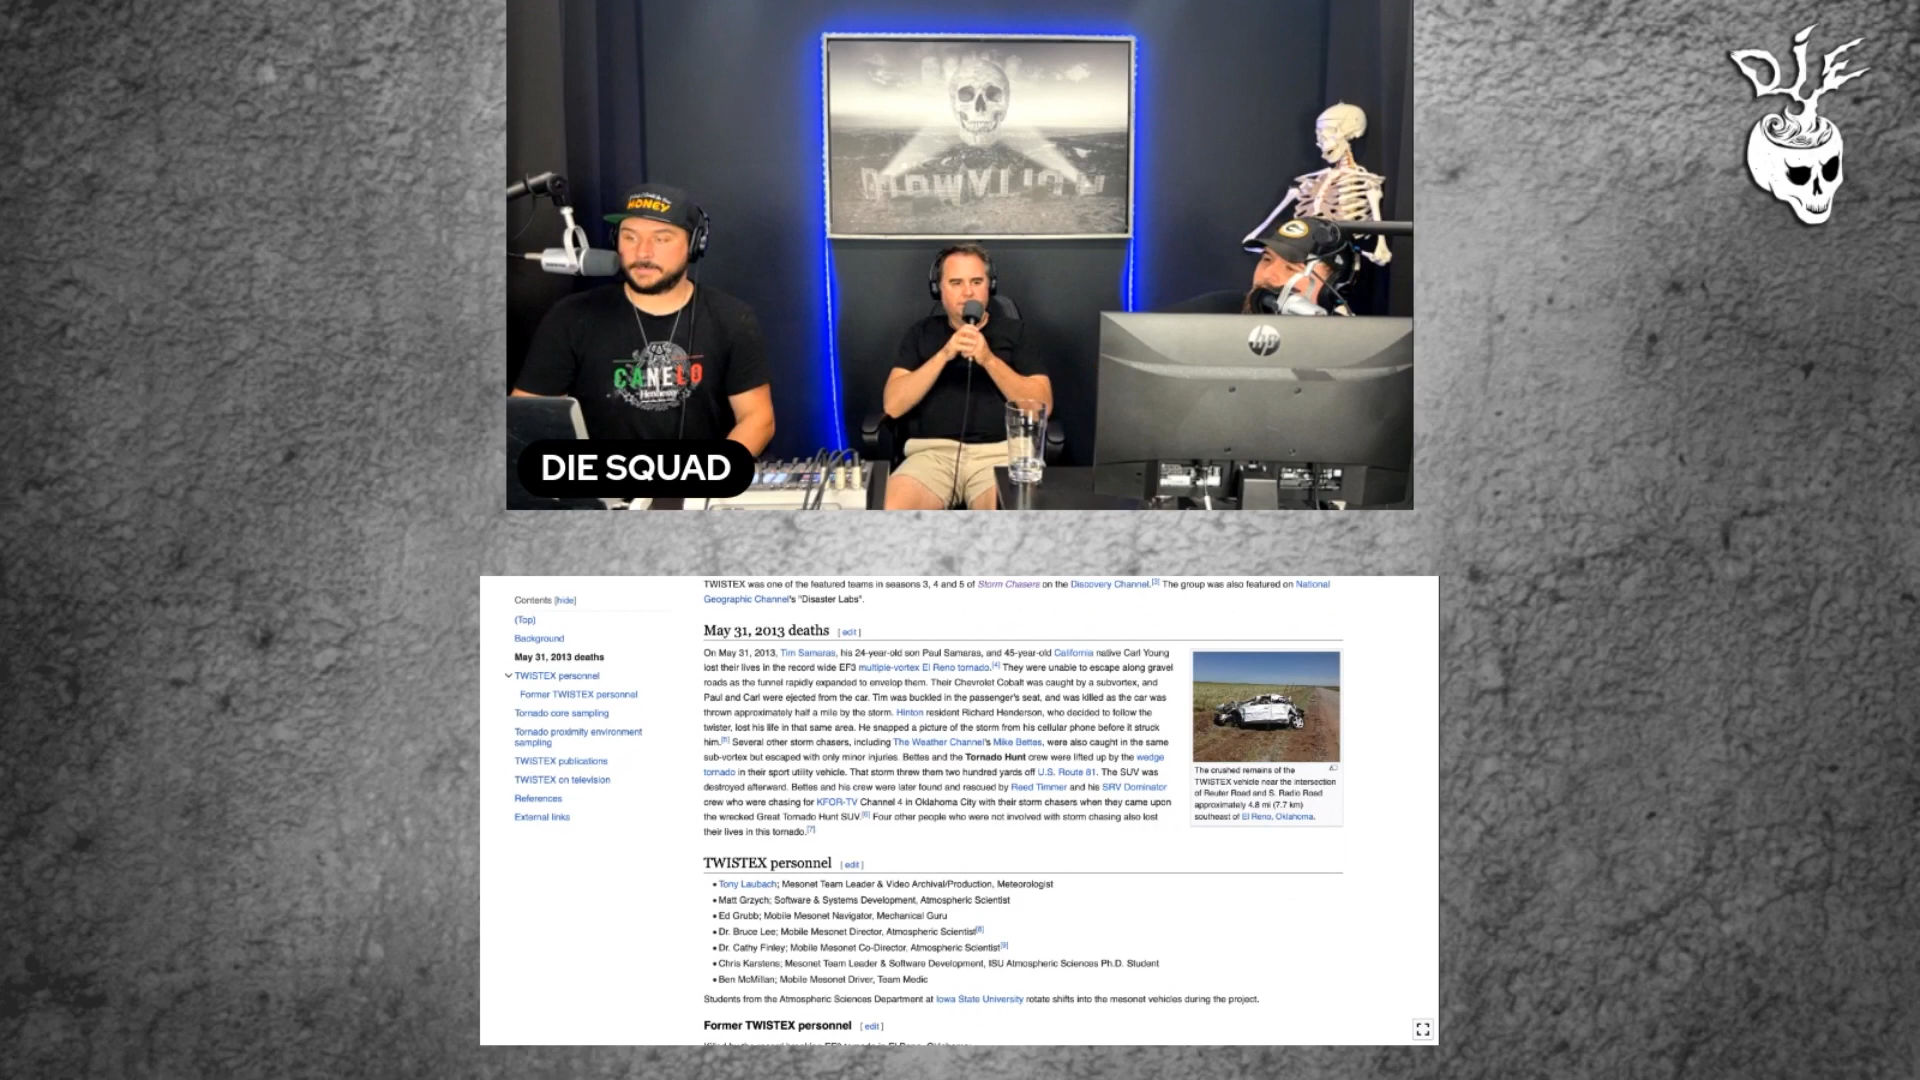 DIE
HONEY
CANELO
Hennessy
hp
DIE SQUAD
TWISTEX was one of the featured teams in seasons 3, 4 and 5 of Storm Chasers on the Discovery Channel.[3] The group was also featured on National
Geographic Channel's "Disaster Labs".
Contents [hide]
(Top)
Background
May 31, 2013 deaths
TWISTEX personnel
Former TWISTEX personnel
Tornado core sampling
Tornado proximity environment
sampling
TWISTEX publications
TWISTEX on television
References
External links
May 31, 2013 deaths [ edit ]
On May 31, 2013, Tim Samaras, his 24-year-old son Paul Samaras, and 45-year-old California native Carl Young
lost their lives in the record wide EF3 multiple-vortex El Reno tornado.[4] They were unable to escape along gravel
roads as the funnel rapidly expanded to envelop them. Their Chevrolet Cobalt was caught by a subvortex, and
Paul and Carl were ejected from the car. Tim was buckled in the passenger's seat, and was killed as the car was
thrown approximately half a mile by the storm. Hinton resident Richard Henderson, who decided to follow the
twister, lost his life in that same area. He snapped a picture of the storm from his cellular phone before it struck
him.[5] Several other storm chasers, including The Weather Channel's Mike Bettes, were also caught in the same
sub-vortex but escaped with only minor injuries. Bettes and the Tornado Hunt crew were lifted up by the wedge
tornado in their sport utility vehicle. That storm threw them two hundred yards off U.S. Route 81. The SUV was
destroyed afterward. Bettes and his crew were later found and rescued by Reed Timmer and his SRV Dominator
crew who were chasing for KFOR-TV Channel 4 in Oklahoma City with their storm chasers when they came upon
the wrecked Great Tornado Hunt SUV.[6] Four other people who were not involved with storm chasing also lost
their lives in this tornado.[7]
The crushed remains of the
TWISTEX vehicle near the intersection
of Reuter Road and S. Radio Road
approximately 4.8 mi (7.7 km)
southeast of El Reno, Oklahoma.
TWISTEX personnel [ edit ]
• Tony Laubach; Mesonet Team Leader & Video Archival/Production, Meteorologist
• Matt Grzych; Software & Systems Development, Atmospheric Scientist
• Ed Grubb; Mobile Mesonet Navigator, Mechanical Guru
• Dr. Bruce Lee; Mobile Mesonet Director, Atmospheric Scientist[8]
• Dr. Cathy Finley; Mobile Mesonet Co-Director, Atmospheric Scientist[9]
• Chris Karstens; Mesonet Team Leader & Software Development, ISU Atmospheric Sciences Ph.D. Student
• Ben McMillan; Mobile Mesonet Driver, Team Medic
Students from the Atmospheric Sciences Department at Iowa State University rotate shifts into the mesonet vehicles during the project.
Former TWISTEX personnel [ edit ]